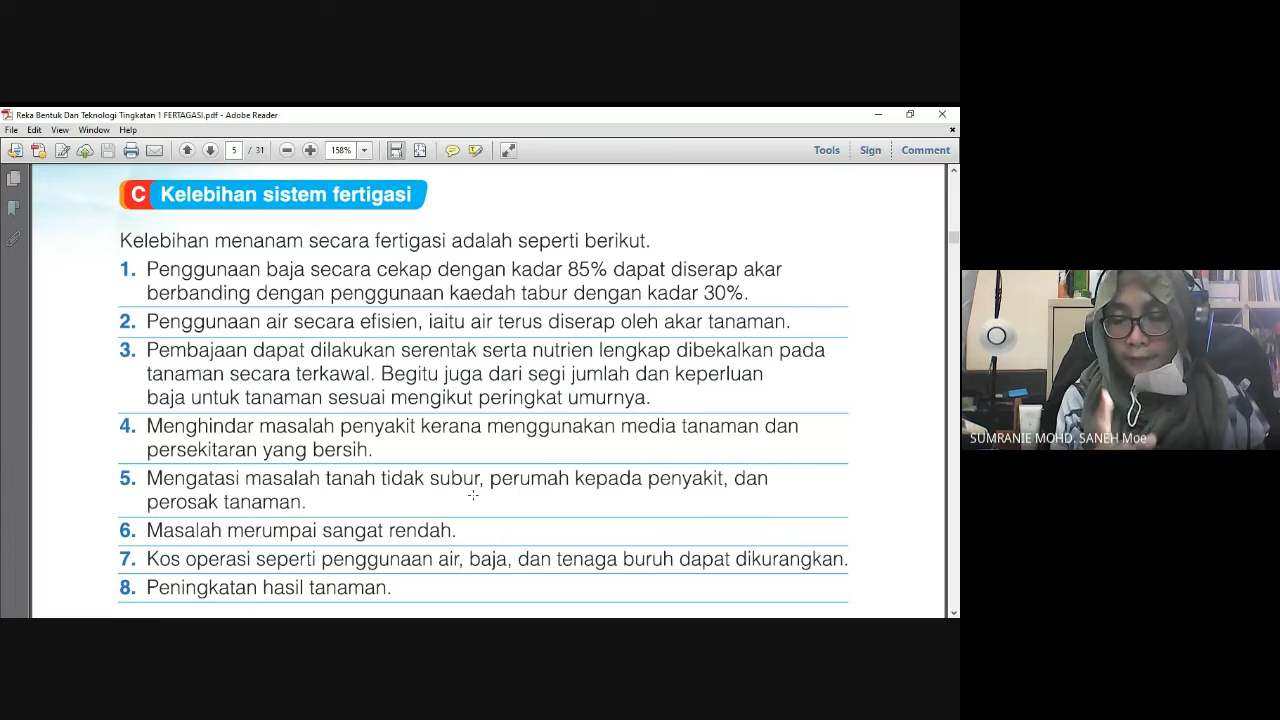 Reka Bentuk Dan Teknologi Tingkatan 1 FERTAGASI.pdf - Adobe Reader
File Edit View Window Help
5 / 31 158% Tools Sign Comment
C Kelebihan sistem fertigasi
Kelebihan menanam secara fertigasi adalah seperti berikut.
1. Penggunaan baja secara cekap dengan kadar 85% dapat diserap akar
berbanding dengan penggunaan kaedah tabur dengan kadar 30%.
2. Penggunaan air secara efisien, iaitu air terus diserap oleh akar tanaman.
3. Pembajaan dapat dilakukan serentak serta nutrien lengkap dibekalkan pada
tanaman secara terkawal. Begitu juga dari segi jumlah dan keperluan
baja untuk tanaman sesuai mengikut peringkat umurnya.
4. Menghindar masalah penyakit kerana menggunakan media tanaman dan
persekitaran yang bersih.
5. Mengatasi masalah tanah tidak subur, perumah kepada penyakit, dan
perosak tanaman.
6. Masalah merumpai sangat rendah.
7. Kos operasi seperti penggunaan air, baja, dan tenaga buruh dapat dikurangkan.
8. Peningkatan hasil tanaman.
SUMRANIE MOHD. SANEH Moe